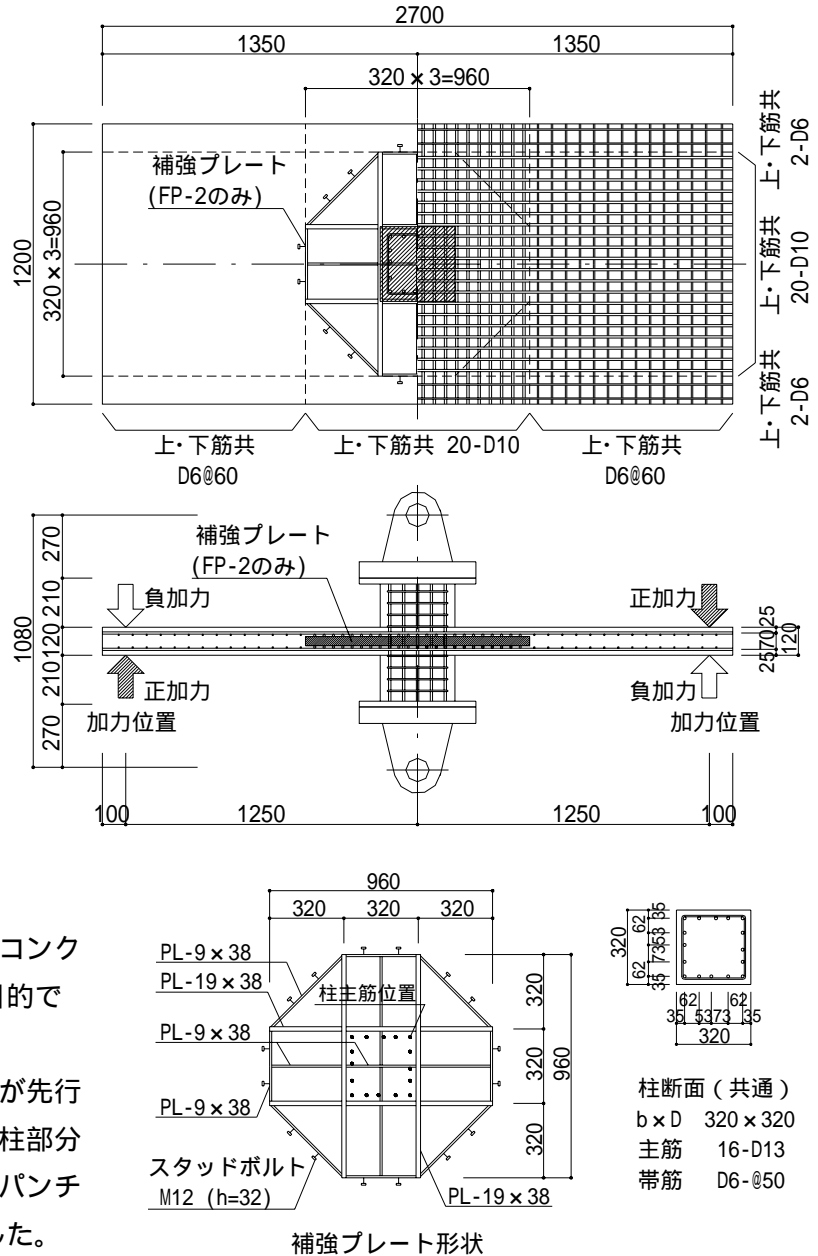 2700
1350
1350
320×3=960
補強プレート
(FP-2のみ)
1200
320×3=960
上・下筋共
2-D6
上・下筋共
20-D10
上・下筋共
2-D6
上・下筋共
D6@60
上・下筋共 20-D10
上・下筋共
D6@60
補強プレート
(FP-2のみ)
1080
270
210
120
210
270
負加力
正加力
加力位置
正加力
負加力
加力位置
25
70
25
120
100
1250
1250
100
コンク
目的で
が先行
柱部分
パンチ
した。
960
320
320
320
PL-9×38
PL-19×38
PL-9×38
PL-9×38
柱主筋位置
320
320
320
960
スタッドボルト
M12 (h=32)
PL-19×38
補強プレート形状
320
35
62
53
73
62
35
62
62
35
53
73
35
320
柱断面(共通)
b×D 320×320
主筋 16-D13
帯筋 D6-@50